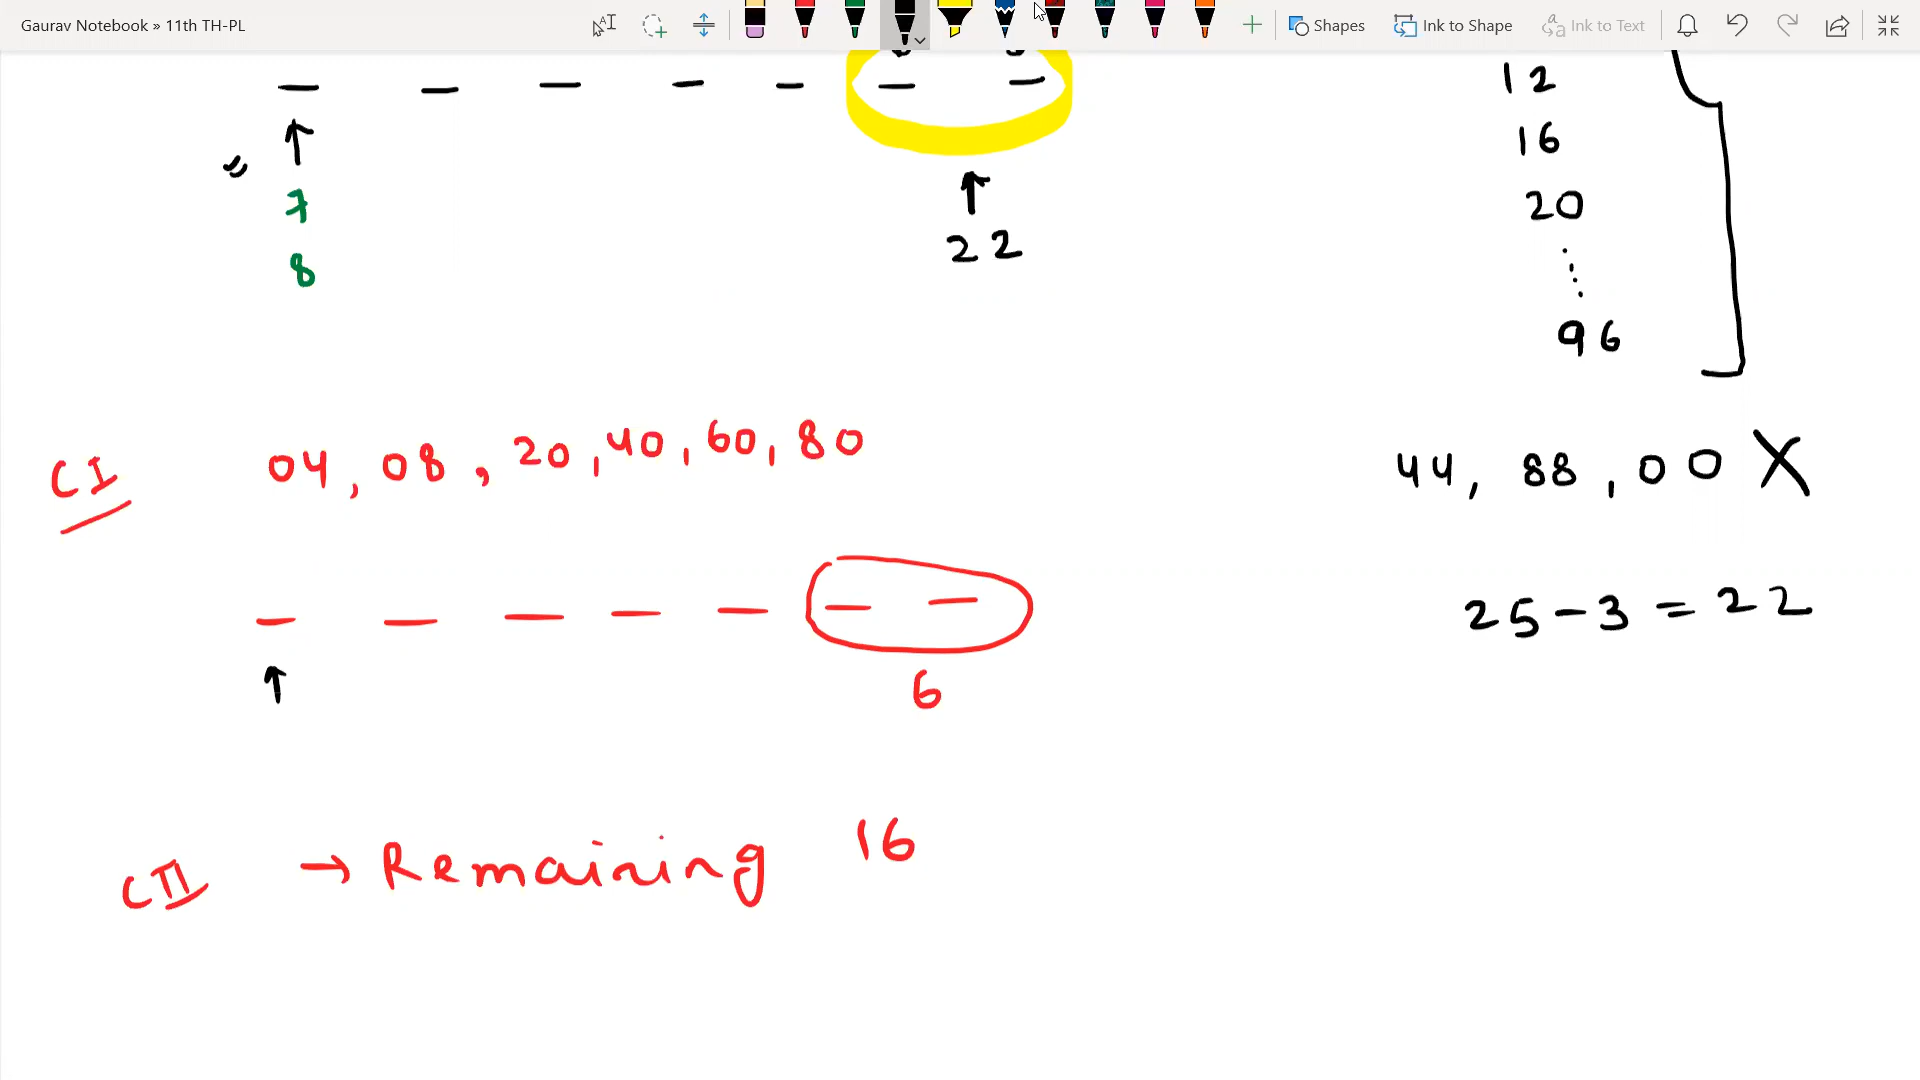 Gaurav Notebook » 11th TH-PL
Shapes
Ink to Shape
Ink to Text
12
16
20
96
7
8
22
CI 04, 08, 20, 40, 60, 80
44, 88, 00 X
25 - 3 = 22
6
CII → Remaining 16